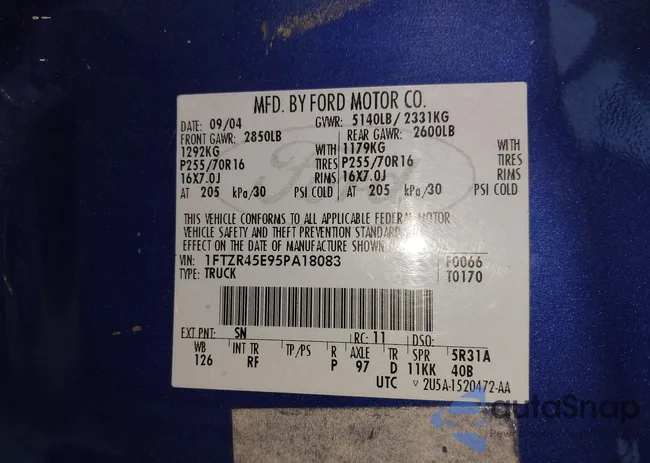 MFD. BY FORD MOTOR CO.
DATE: 09/04 GVWR: 5140LB/ 2331KG
FRONT GAWR: 2850LB REAR GAWR: 2600LB
1292KG WITH 1179KG WITH
P255/70R16 TIRES P255/70R16 TIRES
16X7.0J RIMS 16X7.0J RIMS
AT 205 kPa/30 PSI COLD AT 205 kPa/30 PSI COLD
THIS VEHICLE CONFORMS TO ALL APPLICABLE FEDERAL MOTOR
VEHICLE SAFETY AND THEFT PREVENTION STANDARDS
EFFECT ON THE DATE OF MANUFACTURE SHOWN
VIN: 1FTZR45E95PA18083 F0066
TYPE: TRUCK T0170
EXT PNT: SN RC: 11 DSO:
WB INT TR TP/PS R AXLE TR SPR 5R31A
126 RF P 97 D 11KK 40B
UTC ▽ 2U5A-1520472-AA
Ford
autoSnap